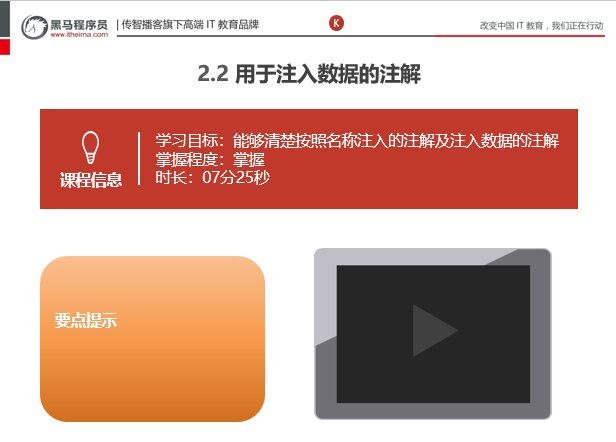 黑马程序员
www.itheima.com
传智播客旗下高端 IT 教育品牌
K
改变中国 IT 教育，我们正在行动
2.2 用于注入数据的注解
课程信息
学习目标：能够清楚按照名称注入的注解及注入数据的注解
掌握程度：掌握
时长：07分25秒
要点提示